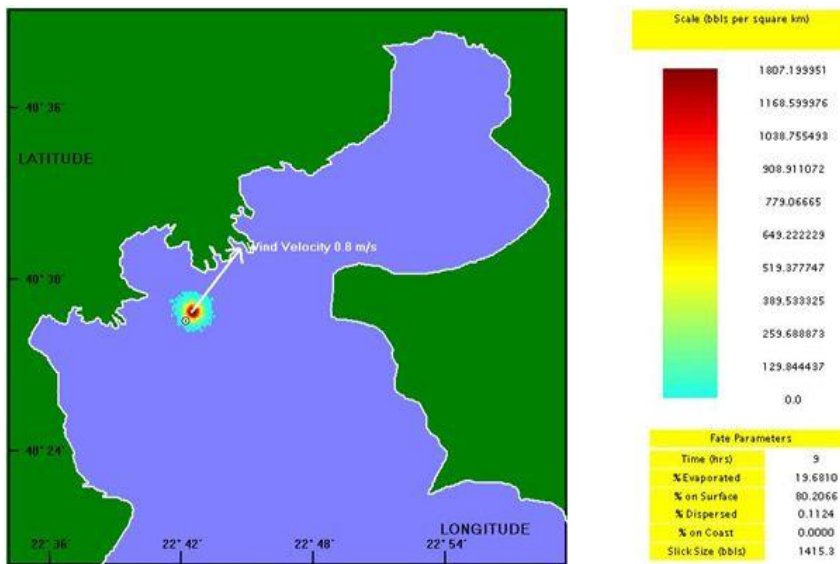 Scale (bbls per square km)
40° 36'
LATITUDE
Wind Velocity 0.8 m/s
40° 30'
40° 24'
LONGITUDE
22° 36'
22° 42'
22° 48'
22° 54'
1807.199951
1168.599976
1038.755493
908.911072
779.06665
649.222229
519.377747
389.533325
259.688873
129.844437
0.0
Fate Parameters
Time (hrs) 9
% Evaporated 19.6810
% on Surface 80.2066
% Dispersed 0.1124
% on Coast 0.0000
Slick Size (bbls) 1415.3